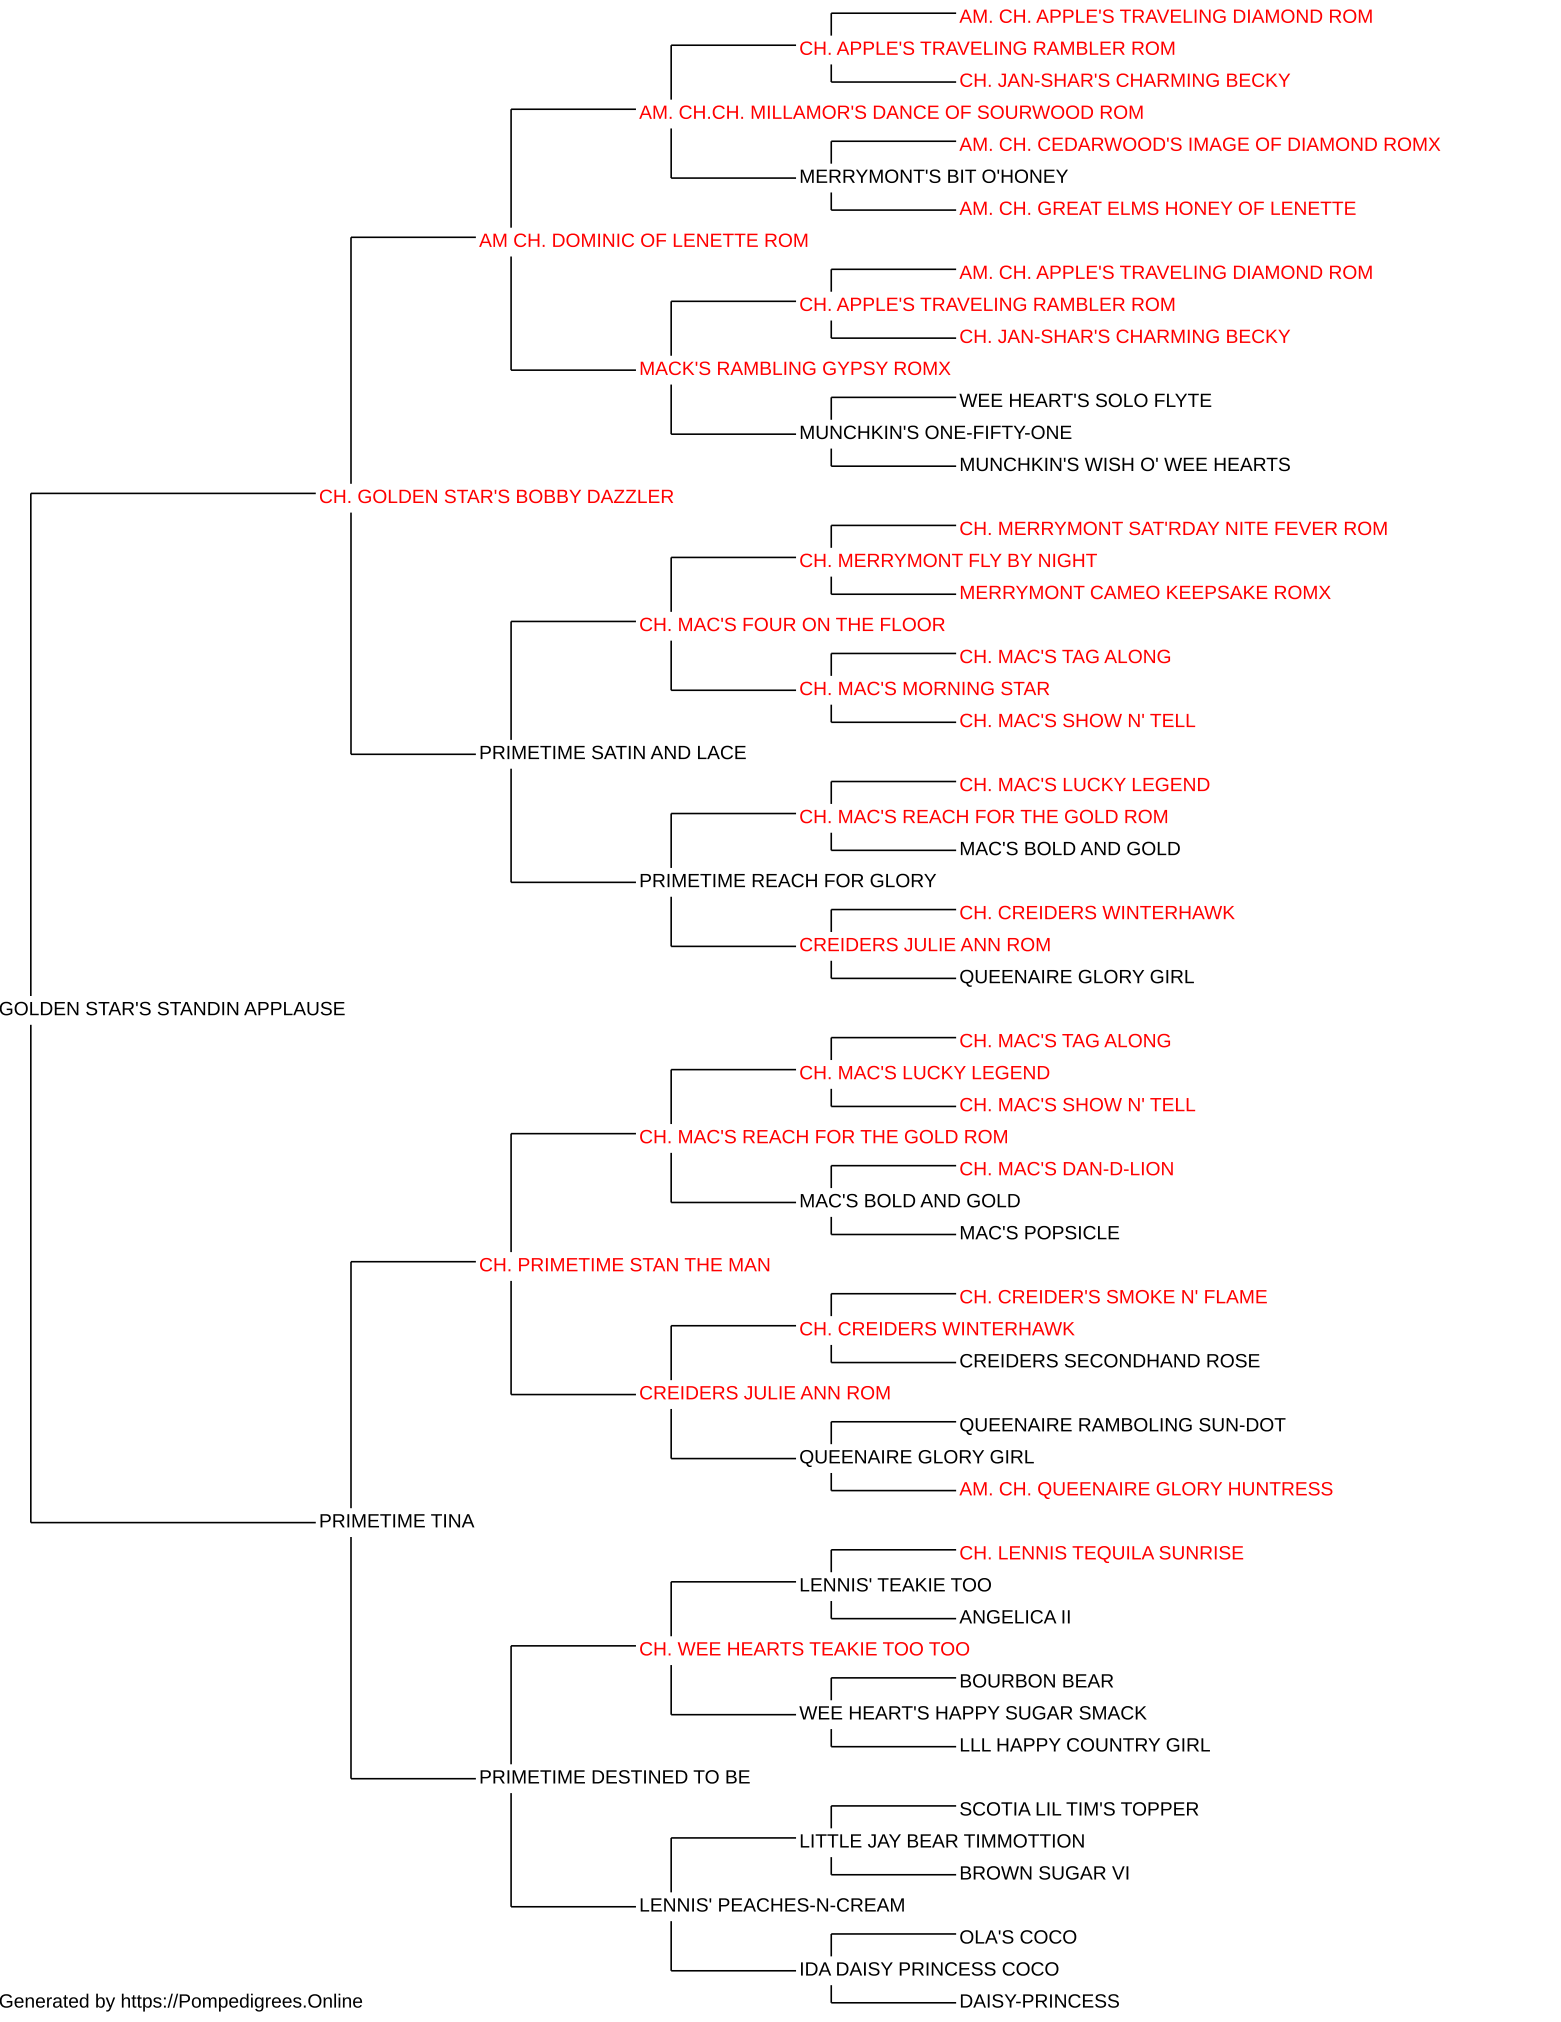 AM. CH. APPLE'S TRAVELING DIAMOND ROM
CH. APPLE'S TRAVELING RAMBLER ROM
CH. JAN-SHAR'S CHARMING BECKY
AM. CH.CH. MILLAMOR'S DANCE OF SOURWOOD ROM
AM. CH. CEDARWOOD'S IMAGE OF DIAMOND ROMX
MERRYMONT'S BIT O'HONEY
AM. CH. GREAT ELMS HONEY OF LENETTE
AM CH. DOMINIC OF LENETTE ROM
AM. CH. APPLE'S TRAVELING DIAMOND ROM
CH. APPLE'S TRAVELING RAMBLER ROM
CH. JAN-SHAR'S CHARMING BECKY
MACK'S RAMBLING GYPSY ROMX
WEE HEART'S SOLO FLYTE
MUNCHKIN'S ONE-FIFTY-ONE
MUNCHKIN'S WISH O' WEE HEARTS
CH. GOLDEN STAR'S BOBBY DAZZLER
CH. MERRYMONT SAT'RDAY NITE FEVER ROM
CH. MERRYMONT FLY BY NIGHT
MERRYMONT CAMEO KEEPSAKE ROMX
CH. MAC'S FOUR ON THE FLOOR
CH. MAC'S TAG ALONG
CH. MAC'S MORNING STAR
CH. MAC'S SHOW N' TELL
PRIMETIME SATIN AND LACE
CH. MAC'S LUCKY LEGEND
CH. MAC'S REACH FOR THE GOLD ROM
MAC'S BOLD AND GOLD
PRIMETIME REACH FOR GLORY
CH. CREIDERS WINTERHAWK
CREIDERS JULIE ANN ROM
QUEENAIRE GLORY GIRL
GOLDEN STAR'S STANDIN APPLAUSE
CH. MAC'S TAG ALONG
CH. MAC'S LUCKY LEGEND
CH. MAC'S SHOW N' TELL
CH. MAC'S REACH FOR THE GOLD ROM
CH. MAC'S DAN-D-LION
MAC'S BOLD AND GOLD
MAC'S POPSICLE
CH. PRIMETIME STAN THE MAN
CH. CREIDER'S SMOKE N' FLAME
CH. CREIDERS WINTERHAWK
CREIDERS SECONDHAND ROSE
CREIDERS JULIE ANN ROM
QUEENAIRE RAMBOLING SUN-DOT
QUEENAIRE GLORY GIRL
AM. CH. QUEENAIRE GLORY HUNTRESS
PRIMETIME TINA
CH. LENNIS TEQUILA SUNRISE
LENNIS' TEAKIE TOO
ANGELICA II
CH. WEE HEARTS TEAKIE TOO TOO
BOURBON BEAR
WEE HEART'S HAPPY SUGAR SMACK
LLL HAPPY COUNTRY GIRL
PRIMETIME DESTINED TO BE
SCOTIA LIL TIM'S TOPPER
LITTLE JAY BEAR TIMMOTTION
BROWN SUGAR VI
LENNIS' PEACHES-N-CREAM
OLA'S COCO
IDA DAISY PRINCESS COCO
DAISY-PRINCESS
Generated by https://Pompedigrees.Online